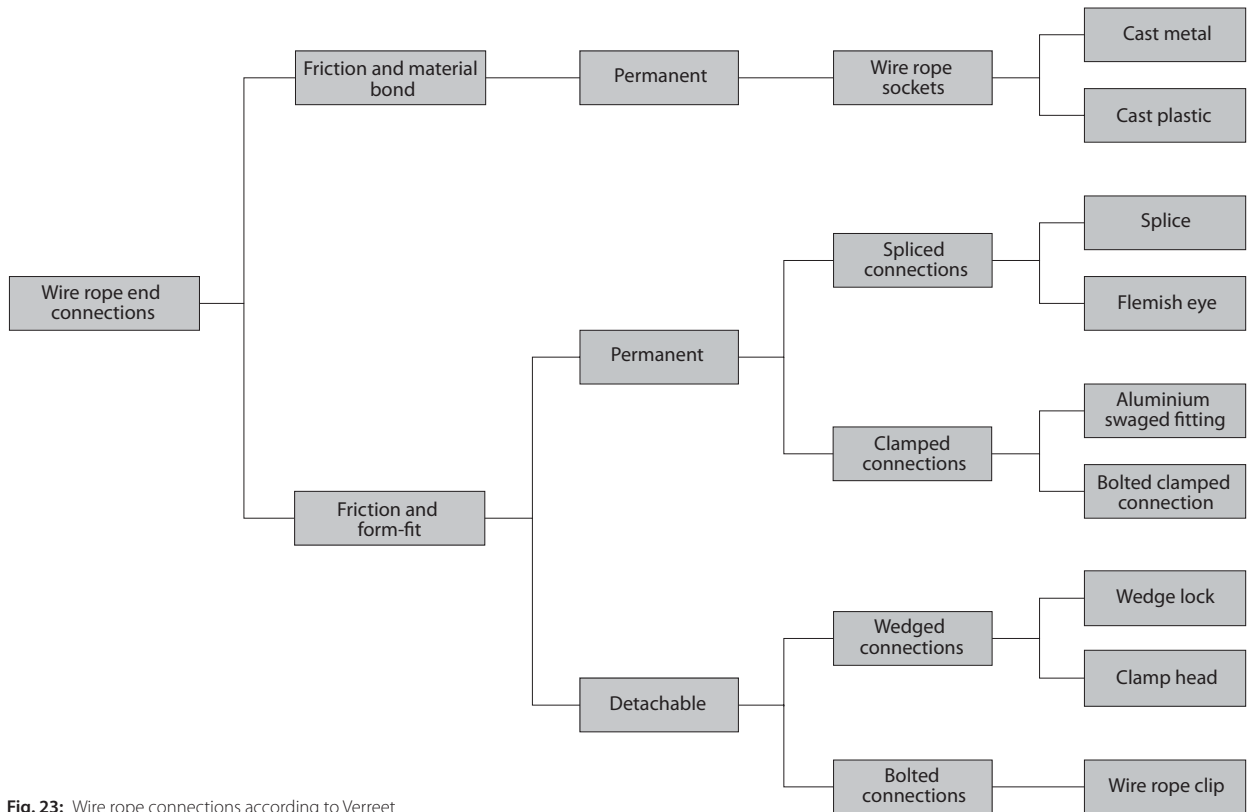 Wire rope end
connections
Friction and material
bond
Permanent
Wire rope
sockets
Cast metal
Cast plastic
Friction and
form-fit
Permanent
Spliced
connections
Splice
Flemish eye
Clamped
connections
Aluminium
swaged fitting
Bolted clamped
connection
Detachable
Wedged
connections
Wedge lock
Clamp head
Bolted
connections
Wire rope clip
Fig. 23: Wire rope connections according to Verreet